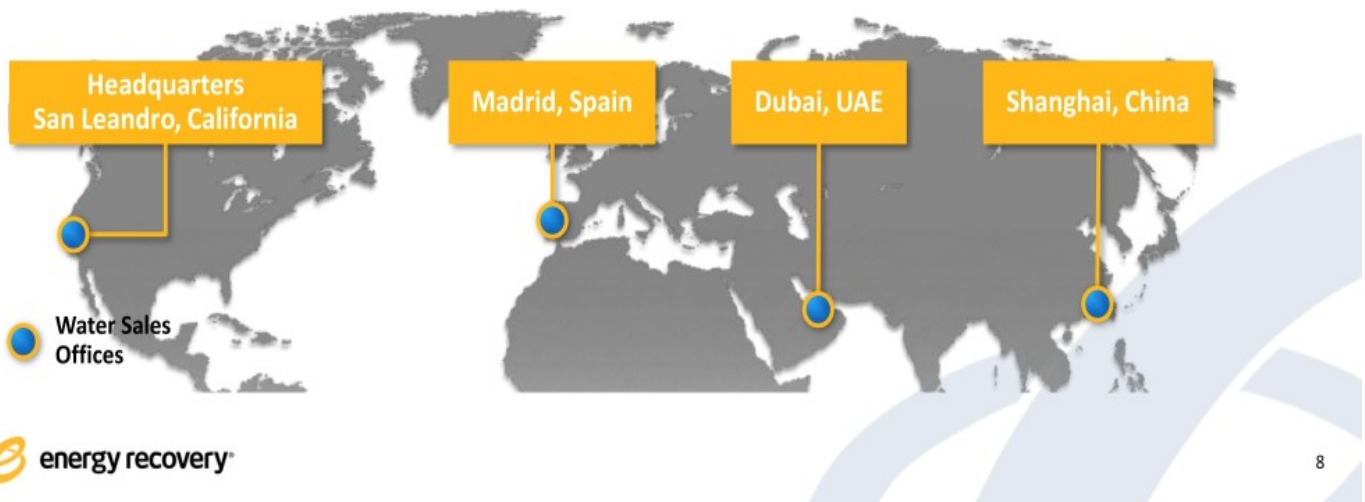 Headquarters
San Leandro, California
Madrid, Spain
Dubai, UAE
Shanghai, China
Water Sales
Offices
energy recovery®
8